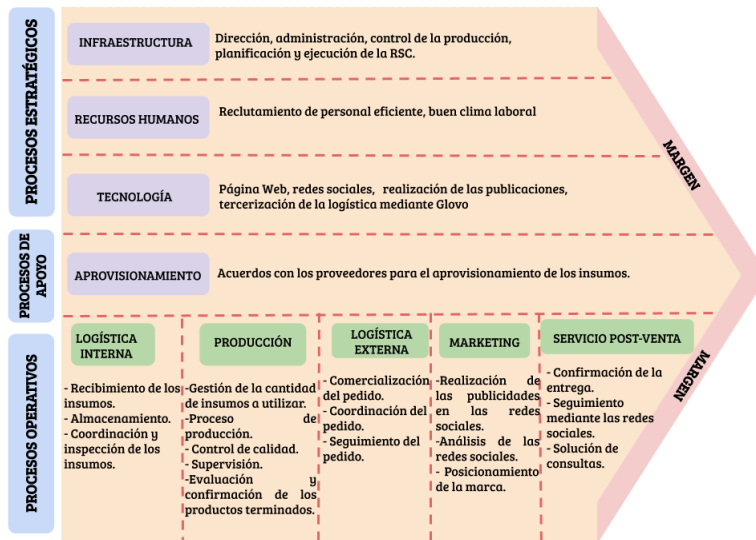 PROCESOS ESTRATÉGICOS
INFRAESTRUCTURA
Dirección, administración, control de la producción,
planificación y ejecución de la RSC.
RECURSOS HUMANOS
Reclutamiento de personal eficiente, buen clima laboral
TECNOLOGÍA
Página Web, redes sociales, realización de las publicaciones,
tercerización de la logística mediante Glovo
MARGEN
PROCESOS DE
APOYO
APROVISIONAMIENTO
Acuerdos con los proveedores para el aprovisionamiento de los insumos.
PROCESOS OPERATIVOS
LOGÍSTICA
INTERNA
- Recibimiento de los
insumos.
- Almacenamiento.
- Coordinación y
inspección de los
insumos.
PRODUCCIÓN
-Gestión de la cantidad
de insumos a utilizar.
-Proceso de
producción.
- Control de calidad.
- Supervisión.
-Evaluación y
confirmación de los
productos terminados.
LOGÍSTICA
EXTERNA
- Comercialización
del pedido.
- Coordinación del
pedido.
- Seguimiento del
pedido.
MARKETING
-Realización de
las publicidades
en las redes
sociales.
-Análisis de las
redes sociales.
- Posicionamiento
de la marca.
SERVICIO POST-VENTA
- Confirmación de la
entrega.
- Seguimiento
mediante las redes
sociales.
- Solución de
consultas.
MARGEN